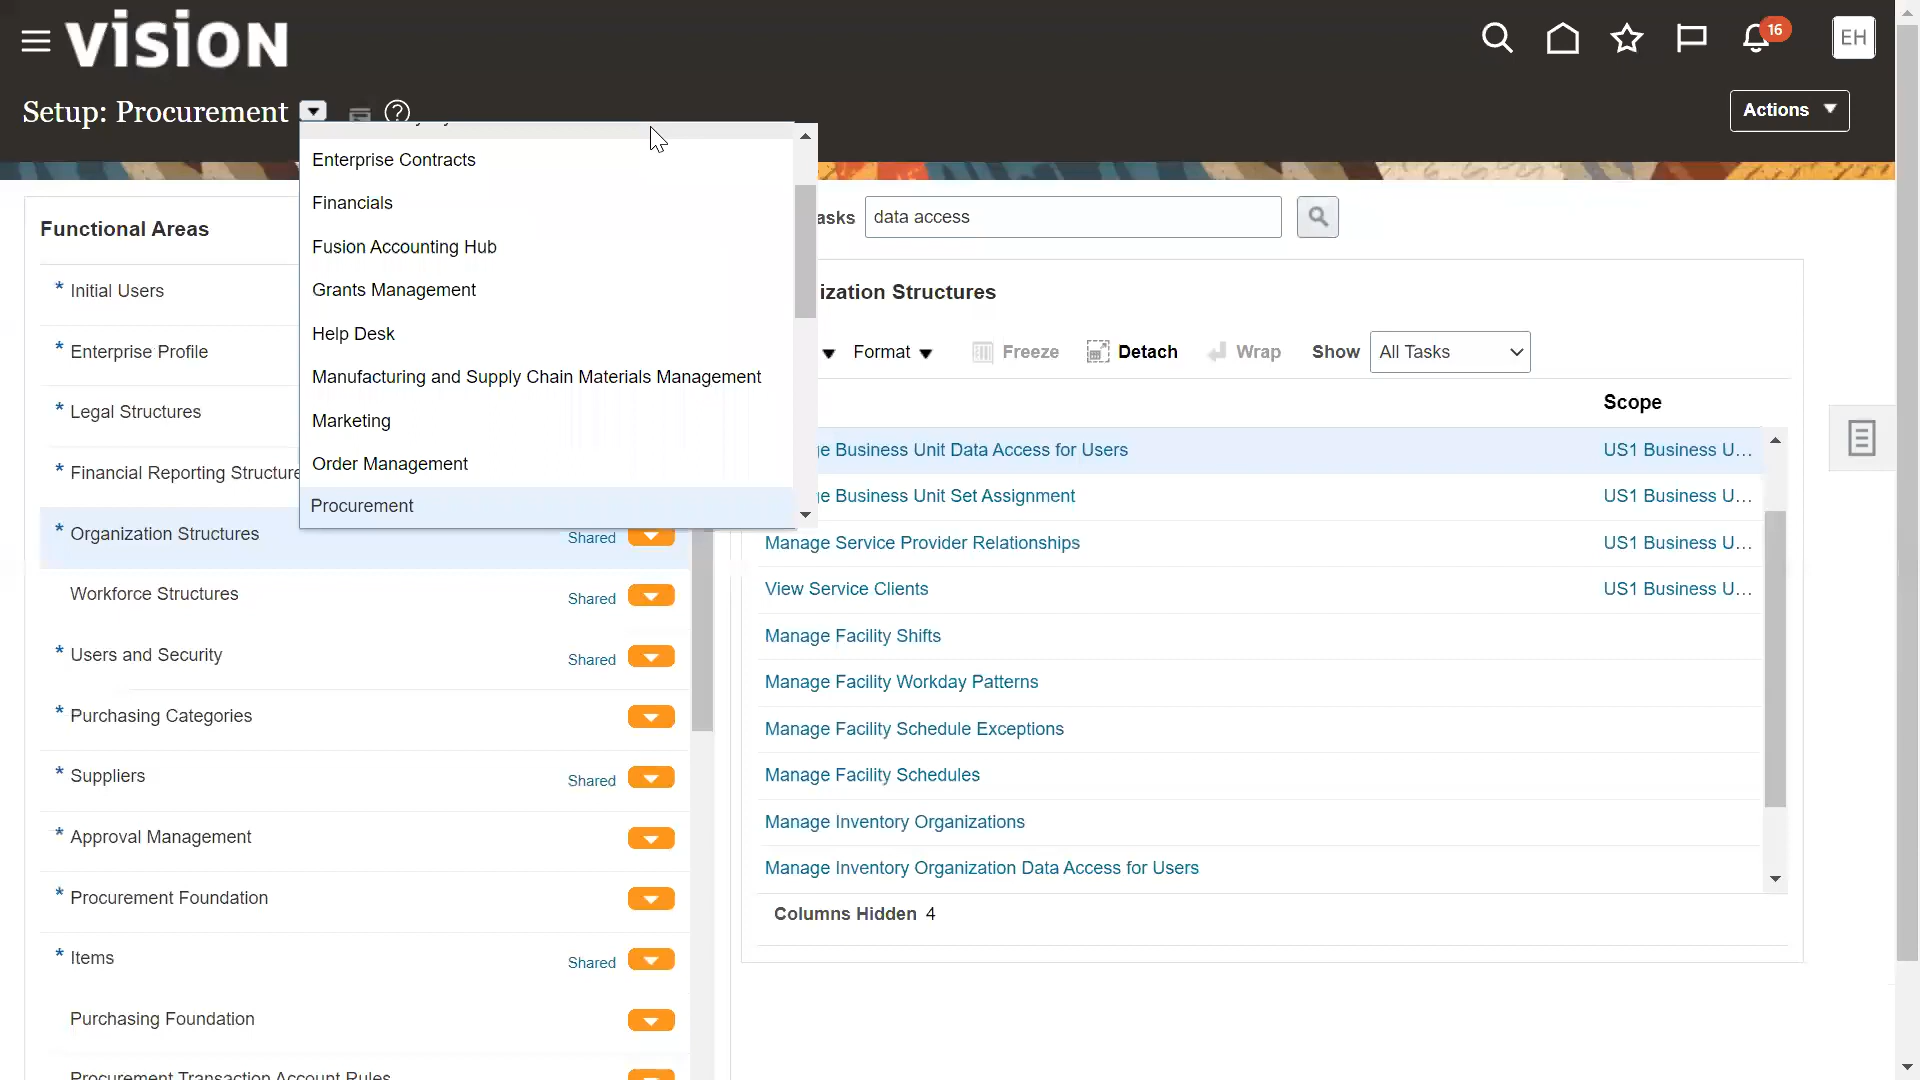 vision
16
EH
Setup: Procurement
?
Actions
Enterprise Contracts
Financials
Fusion Accounting Hub
Grants Management
Help Desk
Manufacturing and Supply Chain Materials Management
Marketing
Order Management
Procurement
Functional Areas
* Initial Users
* Enterprise Profile
* Legal Structures
* Financial Reporting Structure
* Organization Structures Shared
Workforce Structures Shared
* Users and Security Shared
* Purchasing Categories
* Suppliers Shared
* Approval Management
* Procurement Foundation
* Items Shared
Purchasing Foundation
Procurement Transaction Account Rules
asks data access
ization Structures
Format Freeze Detach Wrap Show All Tasks
Scope
ge Business Unit Data Access for Users US1 Business U...
ge Business Unit Set Assignment US1 Business U...
Manage Service Provider Relationships US1 Business U...
View Service Clients US1 Business U...
Manage Facility Shifts
Manage Facility Workday Patterns
Manage Facility Schedule Exceptions
Manage Facility Schedules
Manage Inventory Organizations
Manage Inventory Organization Data Access for Users
Columns Hidden 4